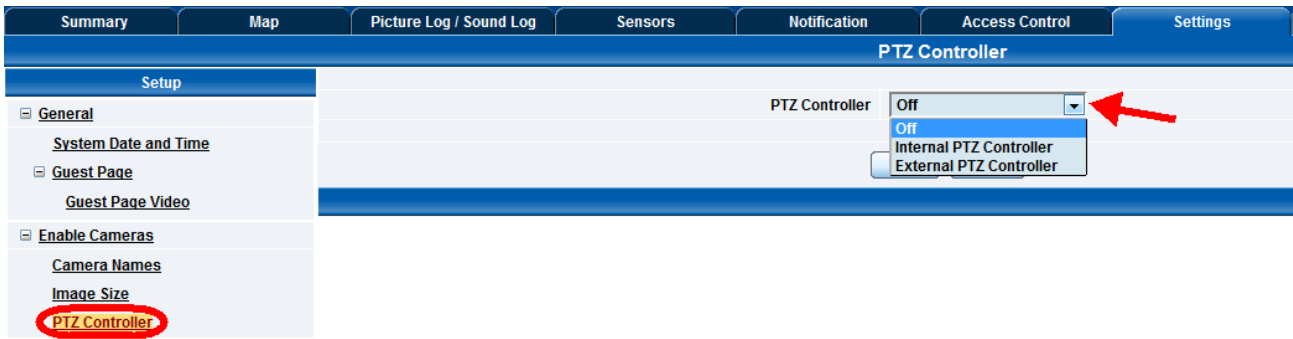 Summary Map Picture Log / Sound Log Sensors Notification Access Control Settings
PTZ Controller
Setup
General
System Date and Time
Guest Page
Guest Page Video
Enable Cameras
Camera Names
Image Size
PTZ Controller
PTZ Controller Off
Off
Internal PTZ Controller
External PTZ Controller